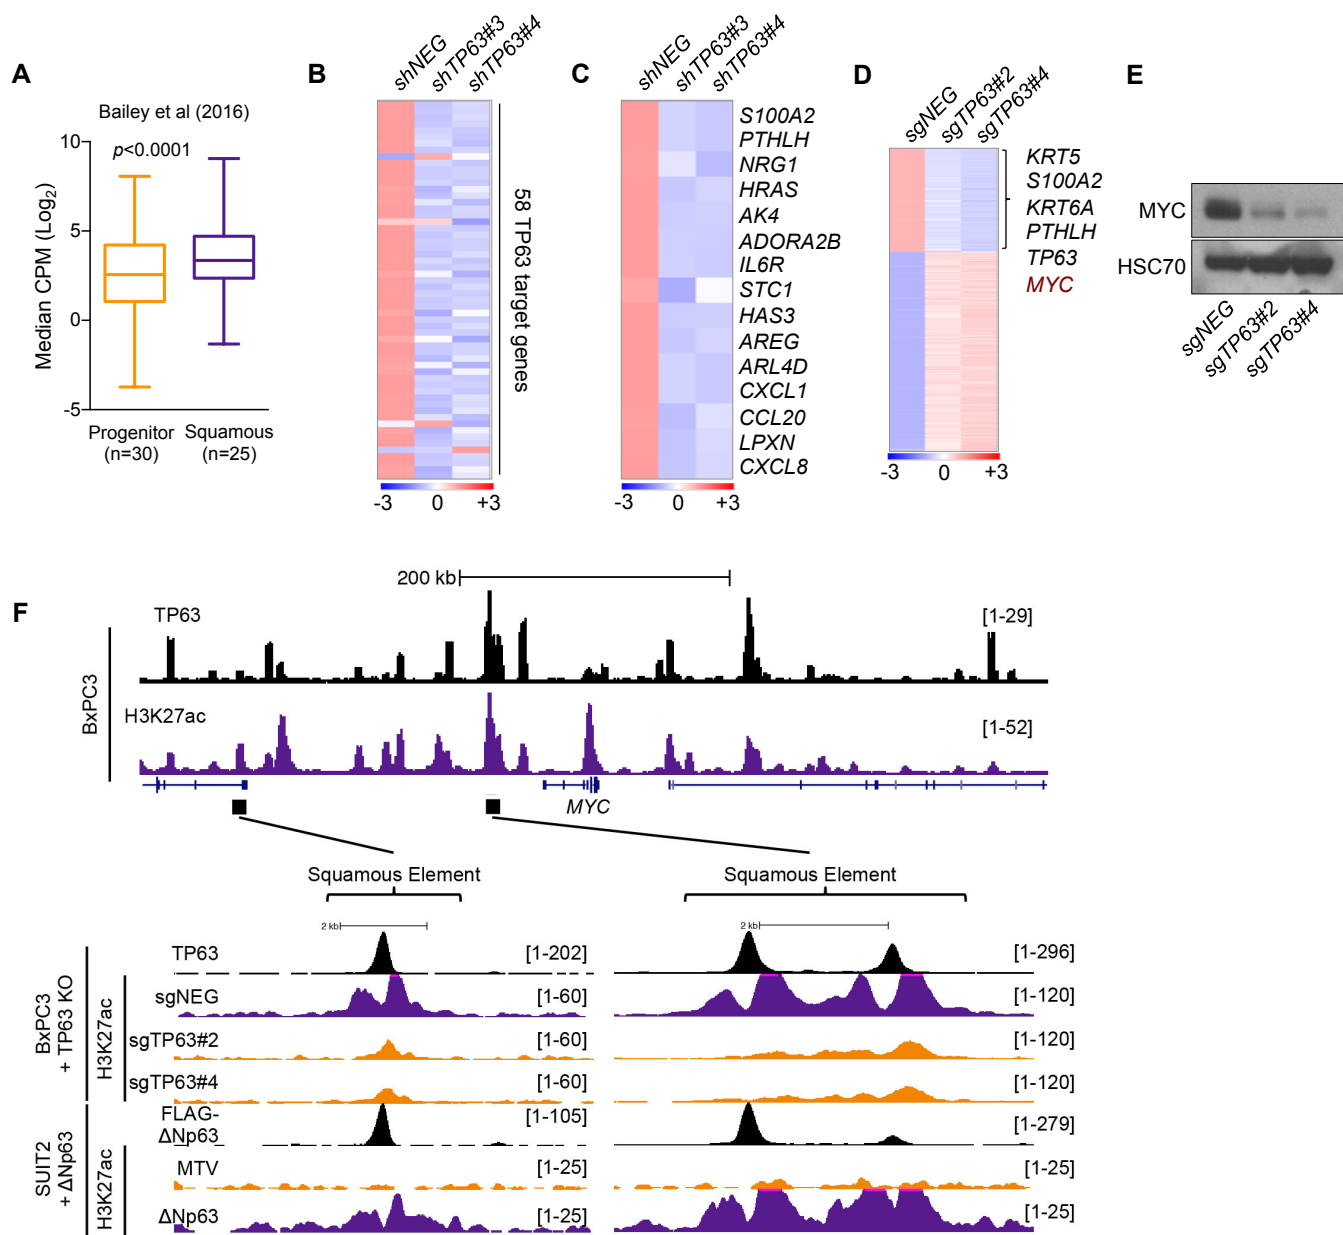 A
Bailey et al (2016)
p<0.0001
Median CPM (Log2)
10
5
0
-5
Progenitor
(n=30)
Squamous
(n=25)
B
shNEG
shTP63#3
shTP63#4
58 TP63 target genes
-3 0 +3
C
shNEG
shTP63#3
shTP63#4
S100A2
PTHLH
NRG1
HRAS
AK4
ADORA2B
IL6R
STC1
HAS3
AREG
ARL4D
CXCL1
CCL20
LPXN
CXCL8
-3 0 +3
D
sgNEG
sgTP63#2
sgTP63#4
KRT5
S100A2
KRT6A
PTHLH
TP63
MYC
-3 0 +3
E
MYC
HSC70
sgNEG
sgTP63#2
sgTP63#4
F
200 kb
BxPC3
TP63
[1-29]
H3K27ac
[1-52]
MYC
Squamous Element
Squamous Element
2 kb
2 kb
BxPC3
+ TP63 KO
H3K27ac
TP63
[1-202]
[1-296]
sgNEG
[1-60]
[1-120]
sgTP63#2
[1-60]
[1-120]
sgTP63#4
[1-60]
[1-120]
SUIT2
+ ΔNp63
H3K27ac
FLAG-
ΔNp63
[1-105]
[1-279]
MTV
[1-25]
[1-25]
ΔNp63
[1-25]
[1-25]